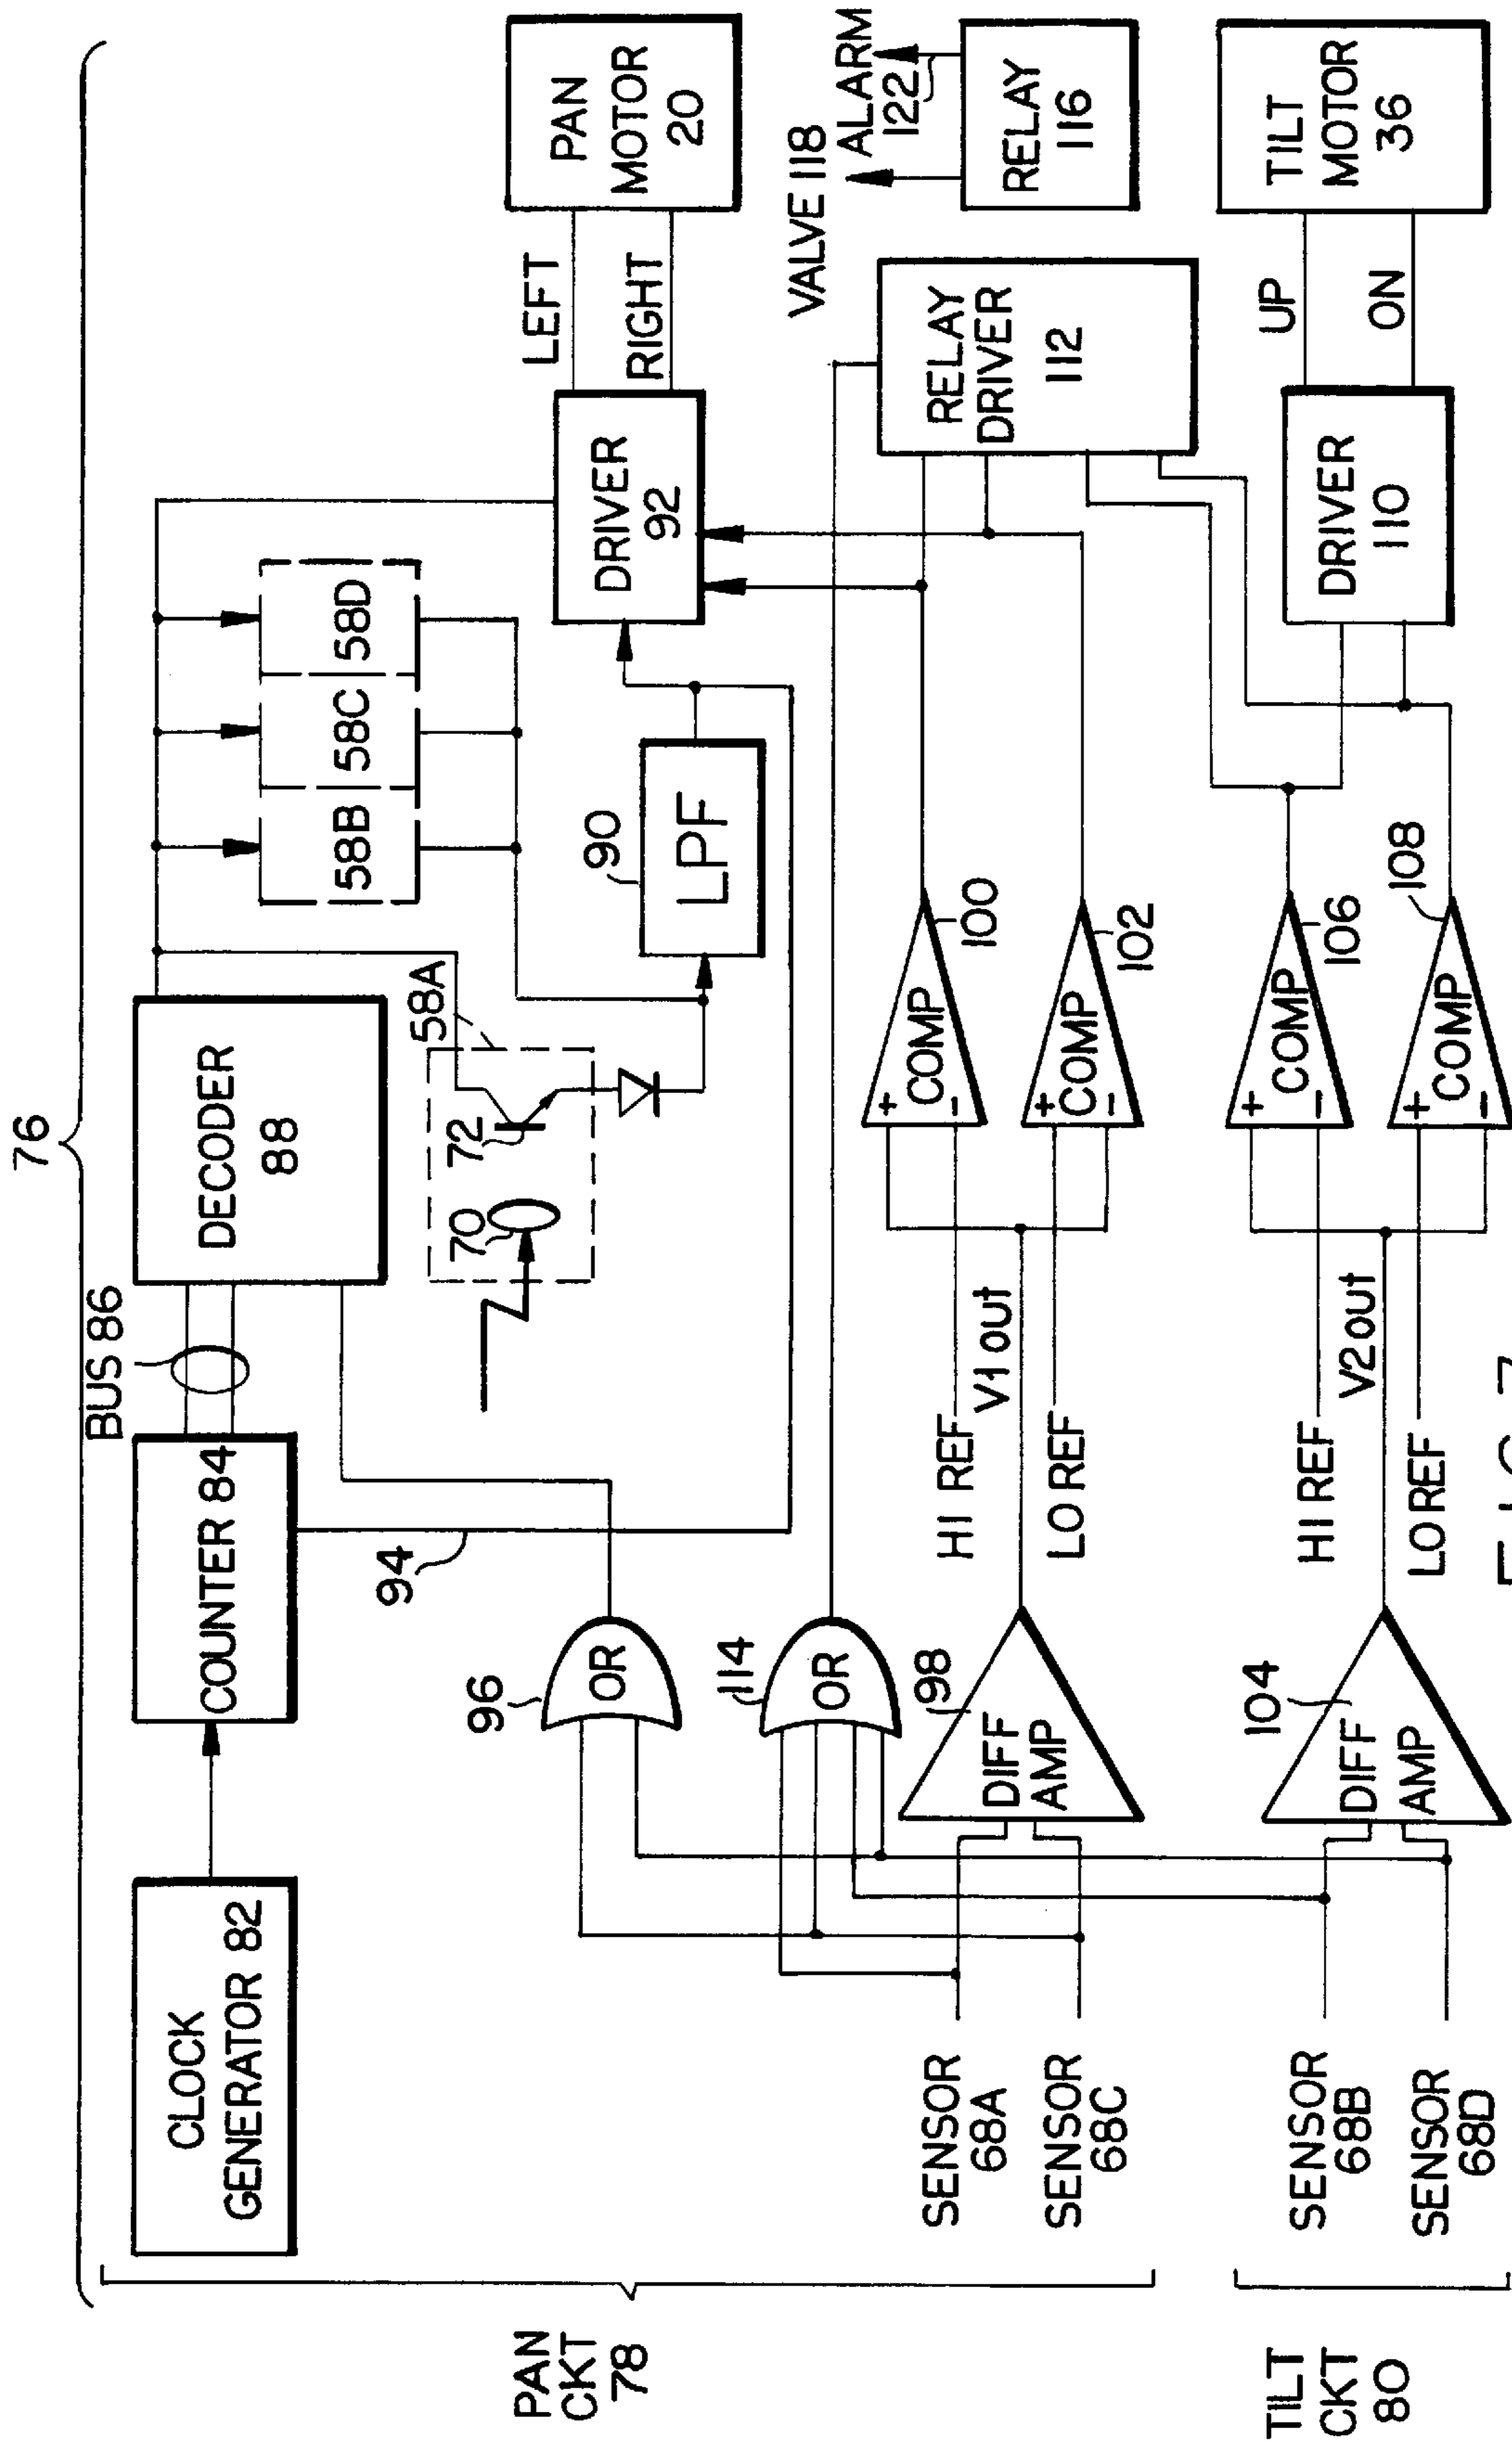 76
CLOCK
GENERATOR 82
COUNTER 84
BUS 86
DECODER
88
58B
58C
58D
58A
70
72
90
LPF
94
DRIVER
92
LEFT
RIGHT
PAN
MOTOR
20
PAN
CKT
78
96
OR
114
OR
VALVE 118
ALARM
122
RELAY
DRIVER
112
RELAY
116
SENSOR
68A
SENSOR
68C
98
DIFF
AMP
HI REF
V1 out
LO REF
+
COMP
-
100
+
COMP
-
102
TILT
CKT
80
SENSOR
68B
SENSOR
68D
104
DIFF
AMP
HI REF
V2 out
LO REF
+
COMP
-
106
+
COMP
-
108
DRIVER
110
UP
ON
TILT
MOTOR
36